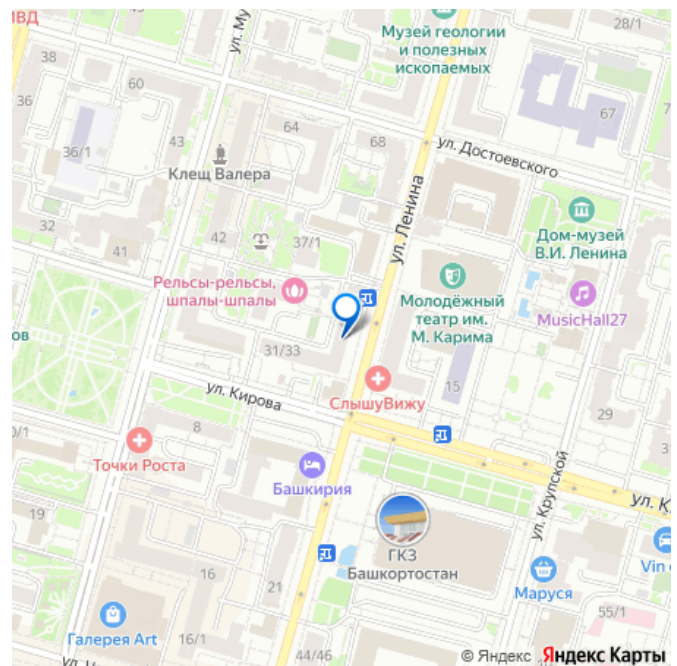 ИВД
38
36
60
ул. Му
Музей геологии
и полезных
ископаемых
28/1
67
36/1
43
64
68
ул. Достоевского
Клещ Валера
ул. Ленина
32
41
42
37/1
Дом-музей
В.И. Ленина
Рельсы-рельсы,
шпалы-шпалы
Молодёжный
театр им.
М. Карима
MusicHall27
ов
31/33
ул. Кирова
СлышуВижу
15
29
8
Точки Роста
Башкирия
ул. Крупской
ул. К
19
ГКЗ
Башкортостан
Vin
16
21
Маруся
55/1
Галерея Art
16/1
44/46
© Яндекс
Яндекс Карты